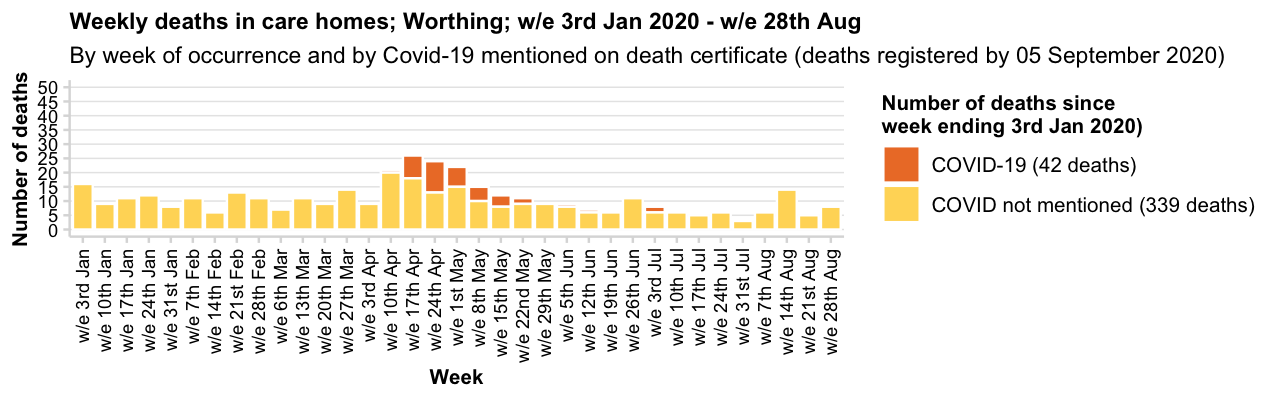 Weekly deaths in care homes; Worthing; w/e 3rd Jan 2020 - w/e 28th Aug
By week of occurrence and by Covid-19 mentioned on death certificate (deaths registered by 05 September 2020)
Number of deaths
50
45
40
35
30
25
20
15
10
5
0
w/e 3rd Jan
w/e 10th Jan
w/e 17th Jan
w/e 24th Jan
w/e 31st Jan
w/e 7th Feb
w/e 14th Feb
w/e 21st Feb
w/e 28th Feb
w/e 6th Mar
w/e 13th Mar
w/e 20th Mar
w/e 27th Mar
w/e 3rd Apr
w/e 10th Apr
w/e 17th Apr
w/e 24th Apr
w/e 1st May
w/e 8th May
w/e 15th May
w/e 22nd May
w/e 29th May
w/e 5th Jun
w/e 12th Jun
w/e 19th Jun
w/e 26th Jun
w/e 3rd Jul
w/e 10th Jul
w/e 17th Jul
w/e 24th Jul
w/e 31st Jul
w/e 7th Aug
w/e 14th Aug
w/e 21st Aug
w/e 28th Aug
Week
Number of deaths since
week ending 3rd Jan 2020)
COVID-19 (42 deaths)
COVID not mentioned (339 deaths)